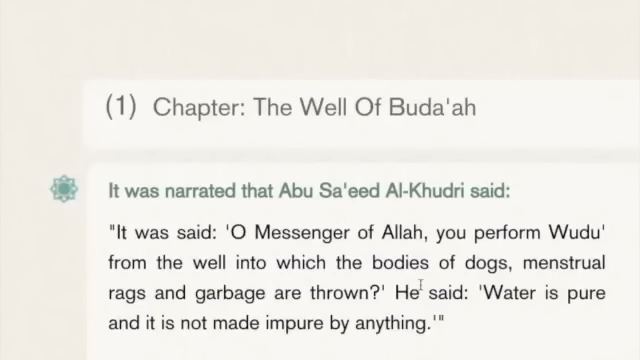 (1) Chapter: The Well Of Buda'ah
It was narrated that Abu Sa'eed Al-Khudri said:
"It was said: 'O Messenger of Allah, you perform Wudu'
from the well into which the bodies of dogs, menstrual
rags and garbage are thrown?' He said: 'Water is pure
and it is not made impure by anything.'"